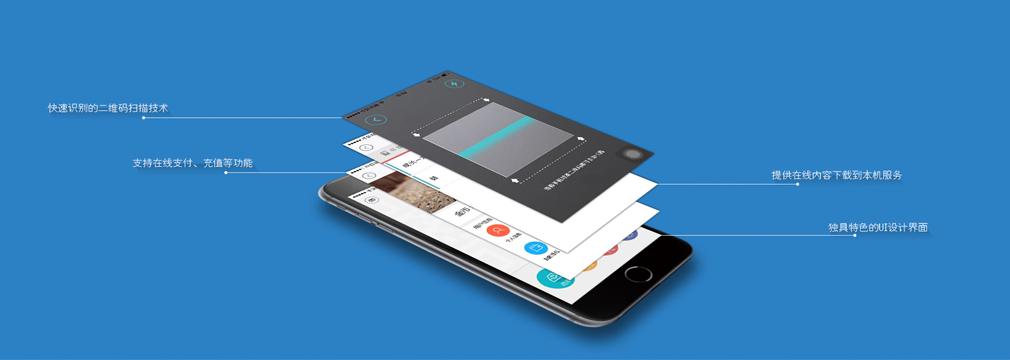 快速识别的二维码扫描技术
支持在线支付、充值等功能
提供在线内容下载到本机服务
独具特色的UI设计界面